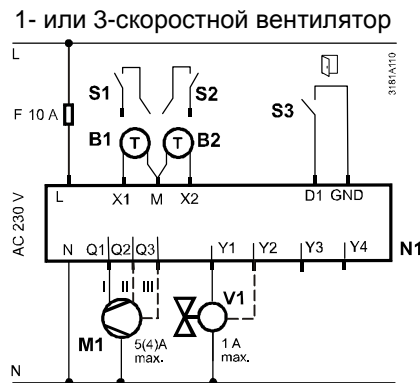 1- или 3-скоростной вентилятор
L
3181A110
S1 S2
S3
F 10 A
B1 T T B2
AC 230 V
L X1 M X2 D1 GND
N Q1 Q2 Q3 Y1 Y2 Y3 Y4
N1
I II III
V1
M1
5(4)A max.
1 A max.
N